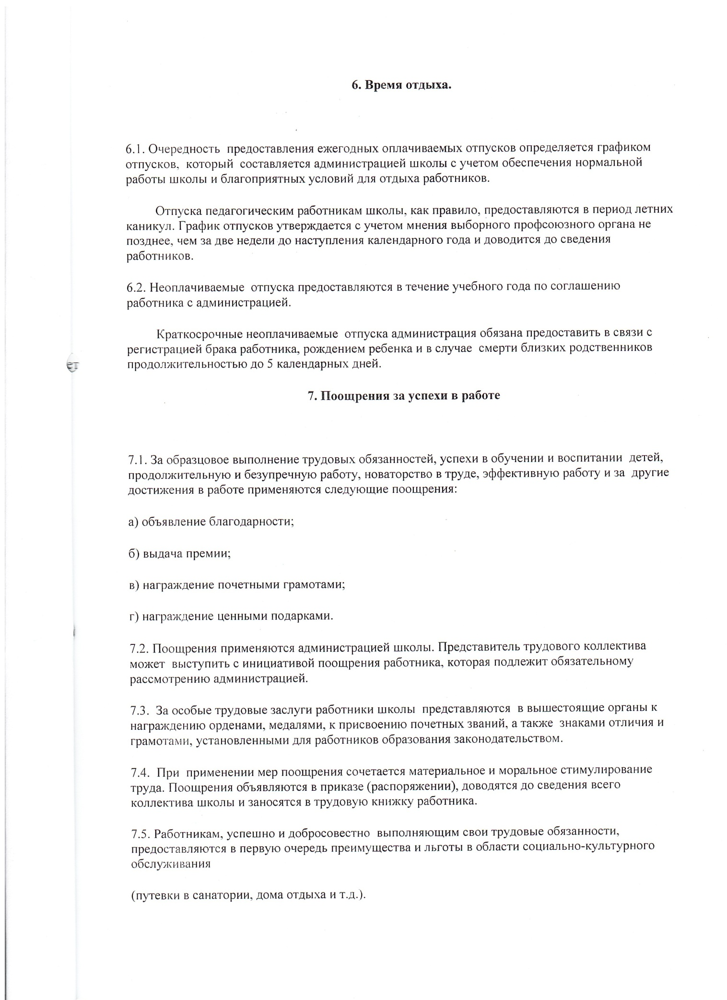 6. Время отдыха.
6.1. Очередность предоставления ежегодных оплачиваемых отпусков определяется графиком
отпусков, который составляется администрацией школы с учетом обеспечения нормальной
работы школы и благоприятных условий для отдыха работников.
Отпуска педагогическим работникам школы, как правило, предоставляются в период летних
каникул. График отпусков утверждается с учетом мнения выборного профсоюзного органа не
позднее, чем за две недели до наступления календарного года и доводится до сведения
работников.
6.2. Неоплачиваемые отпуска предоставляются в течение учебного года по соглашению
работника с администрацией.
Краткосрочные неоплачиваемые отпуска администрация обязана предоставить в связи с
регистрацией брака работника, рождением ребенка и в случае смерти близких родственников
продолжительностью до 5 календарных дней.
ет
7. Поощрения за успехи в работе
7.1. За образцовое выполнение трудовых обязанностей, успехи в обучении и воспитании детей,
продолжительную и безупречную работу, новаторство в труде, эффективную работу и за другие
достижения в работе применяются следующие поощрения:
а) объявление благодарности;
б) выдача премии;
в) награждение почетными грамотами;
г) награждение ценными подарками.
7.2. Поощрения применяются администрацией школы. Представитель трудового коллектива
может выступить с инициативой поощрения работника, которая подлежит обязательному
рассмотрению администрацией.
7.3. За особые трудовые заслуги работники школы представляются в вышестоящие органы к
награждению орденами, медалями, к присвоению почетных званий, а также знаками отличия и
грамотами, установленными для работников образования законодательством.
7.4. При применении мер поощрения сочетается материальное и моральное стимулирование
труда. Поощрения объявляются в приказе (распоряжении), доводятся до сведения всего
коллектива школы и заносятся в трудовую книжку работника.
7.5. Работникам, успешно и добросовестно выполняющим свои трудовые обязанности,
предоставляются в первую очередь преимущества и льготы в области социально-культурного
обслуживания
(путевки в санатории, дома отдыха и т.д.).